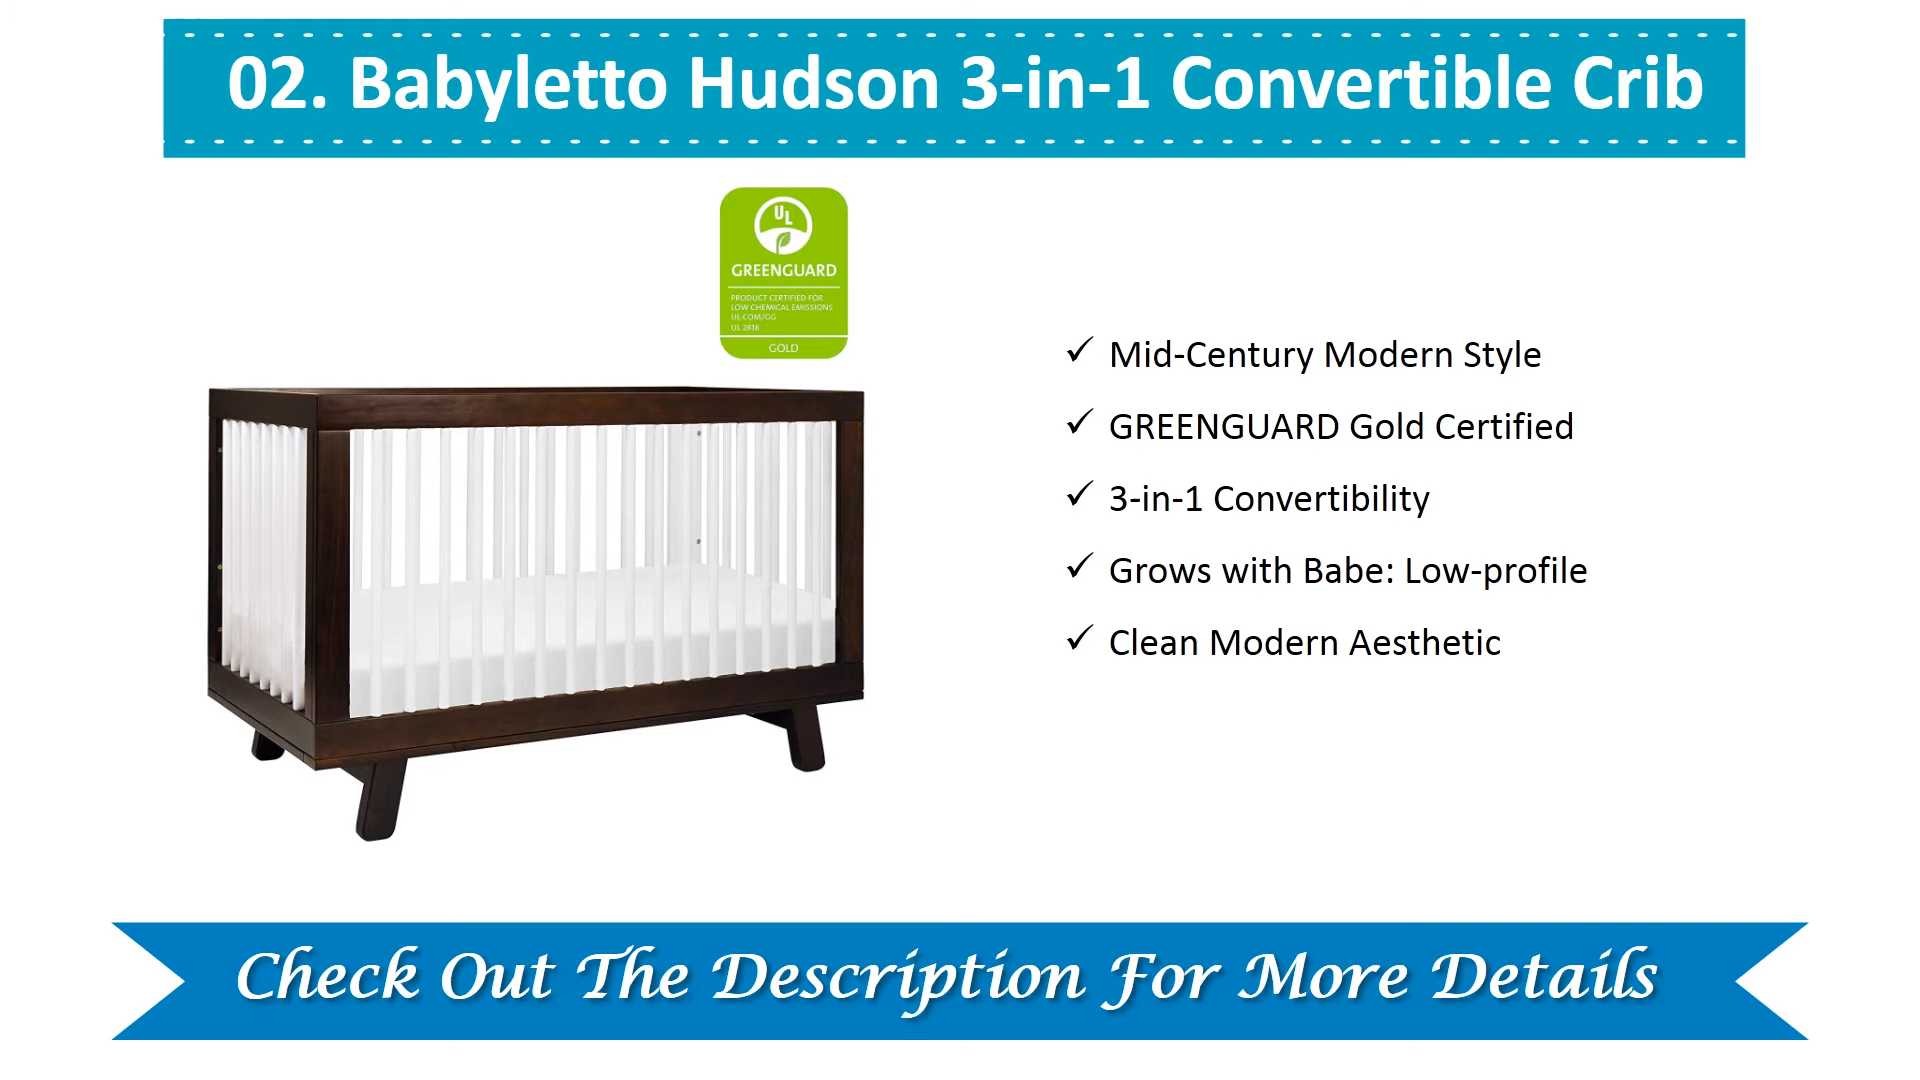 02. Babyletto Hudson 3-in-1 Convertible Crib
UL
GREENGUARD
PRODUCT CERTIFIED FOR
LOW CHEMICAL EMISSIONS
UL.COM/GG
UL 2818
GOLD
✓ Mid-Century Modern Style
✓ GREENGUARD Gold Certified
✓ 3-in-1 Convertibility
✓ Grows with Babe: Low-profile
✓ Clean Modern Aesthetic
Check Out The Description For More Details